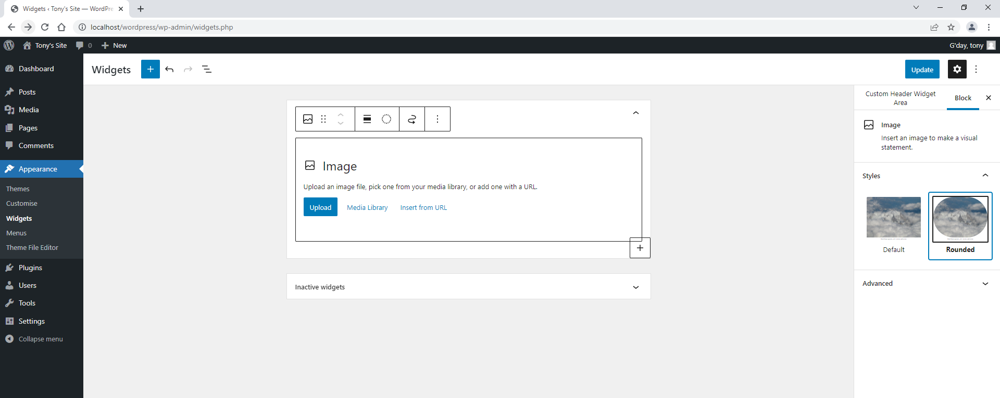 Widgets ‹ Tony's Site — WordPre
localhost/wordpress/wp-admin/widgets.php
Tony's Site
0
New
G'day, tony
Dashboard
Posts
Media
Pages
Comments
Appearance
Themes
Customise
Widgets
Menus
Theme File Editor
Plugins
Users
Tools
Settings
Collapse menu
Widgets
Update
Image
Upload an image file, pick one from your media library, or add one with a URL.
Upload
Media Library
Insert from URL
Inactive widgets
Custom Header Widget
Area
Block
Image
Insert an image to make a visual
statement.
Styles
Default
Rounded
Advanced